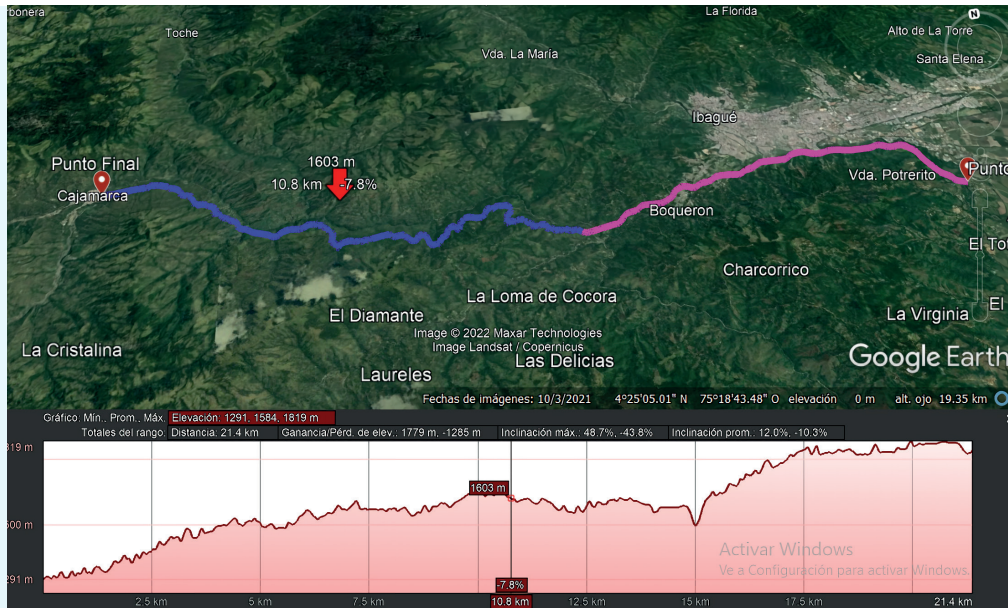 rbonera
La Florida
N
Toche
Alto de La Torre
Vda. La María
Santa Elena
Ibagué
1603 m
Punto Final
10.8 km -7.8%
Vda. Potrerito
Punto
Cajamarca
Boqueron
El To
Charcorrico
La Loma de Cocora
El
El Diamante
La Virginia
Image © 2022 Maxar Technologies
Image Landsat / Copernicus
La Cristalina
Las Delicias
Google Earth
Laureles
Fechas de imágenes: 10/3/2021 4°25'05.01" N 75°18'43.48" O elevación 0 m alt. ojo 19.35 km
Gráfico: Mín., Prom., Máx. Elevación: 1291, 1584, 1819 m
Totales del rango: Distancia: 21.4 km Ganancia/Pérd. de elev.: 1779 m, -1285 m Inclinación máx.: 48.7%, -43.8% Inclinación prom.: 12.0%, -10.3%
819 m
1603 m
600 m
Activar Windows
Ve a Configuración para activar Windows.
291 m
-7.8%
2.5 km 5 km 7.5 km 10.8 km 12.5 km 15 km 17.5 km 21.4 km